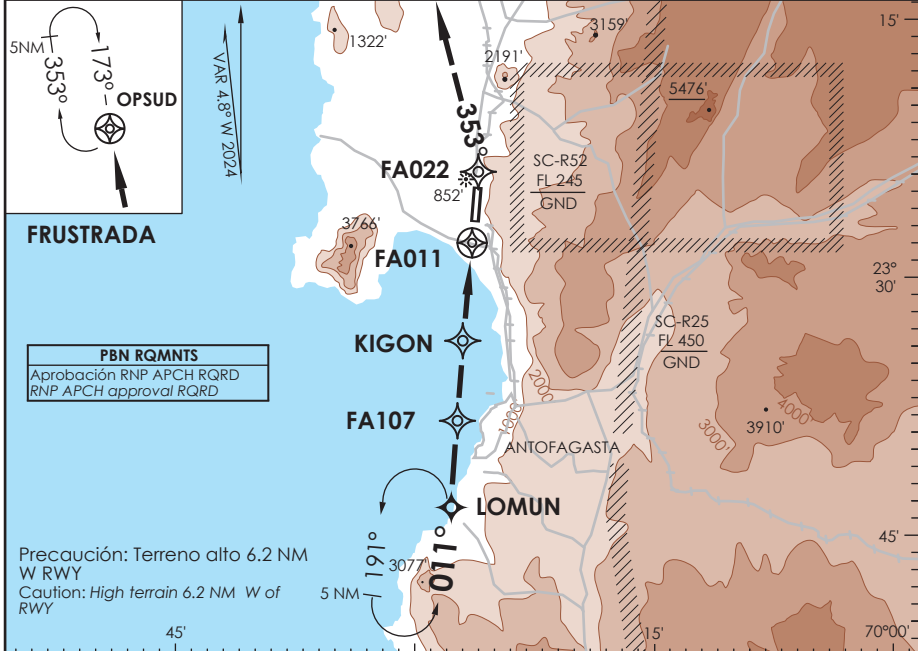 5NM
353°
173°
OPSUD
FRUSTRADA
VAR 4.8° W 2024
1322'
3159'
2191'
5476'
15'
353°
FA022
852'
SC-R52
FL 245
GND
3766'
FA011
23°
30'
KIGON
SC-R25
FL 450
GND
PBN RQMNTS
Aprobación RNP APCH RQRD
RNP APCH approval RQRD
2000
1000
FA107
3000'
4000'
3910'
ANTOFAGASTA
LOMUN
191°
011°
3077'
5 NM
45'
Precaución: Terreno alto 6.2 NM
W RWY
Caution: High terrain 6.2 NM W of
RWY
45'
15'
70°00'